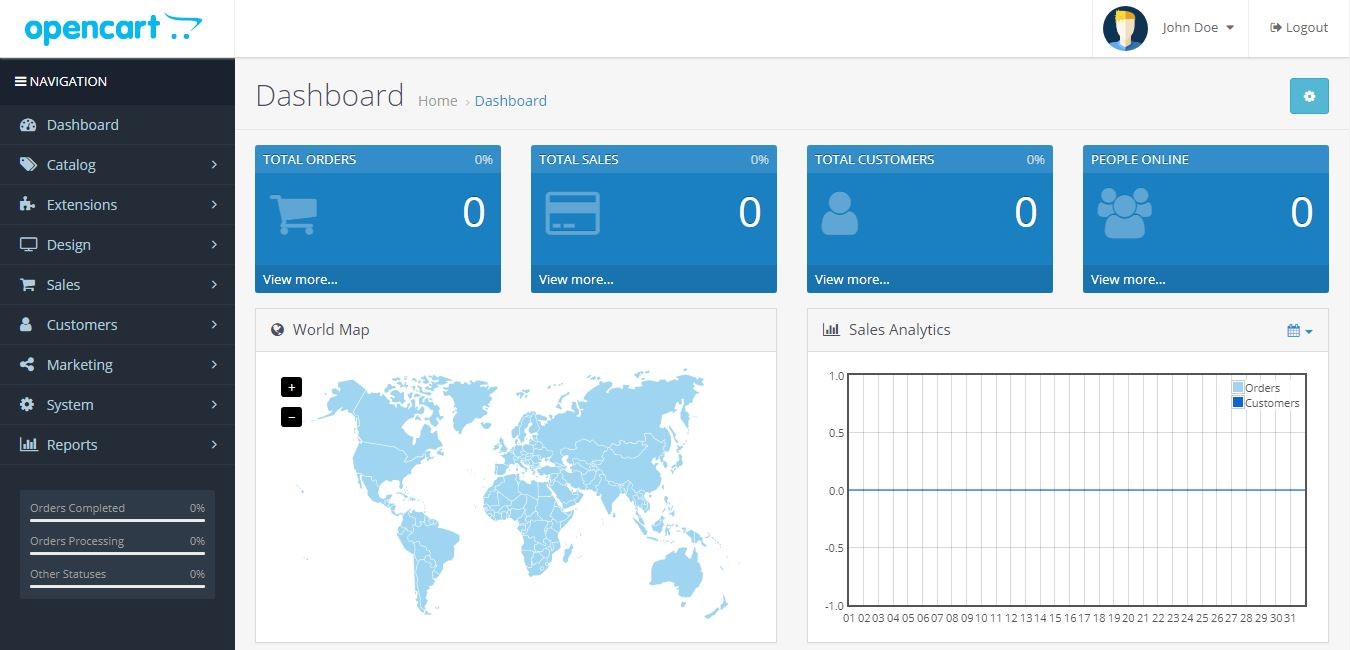 opencart
John Doe
Logout
NAVIGATION
Dashboard
Catalog
Extensions
Design
Sales
Customers
Marketing
System
Reports
Orders Completed 0%
Orders Processing 0%
Other Statuses 0%
Dashboard Home › Dashboard
TOTAL ORDERS 0%
0
View more...
TOTAL SALES 0%
0
View more...
TOTAL CUSTOMERS 0%
0
View more...
PEOPLE ONLINE
0
View more...
World Map
+
−
Sales Analytics
Orders
Customers
1.0
0.5
0.0
-0.5
-1.0
01 02 03 04 05 06 07 08 09 10 11 12 13 14 15 16 17 18 19 20 21 22 23 24 25 26 27 28 29 30 31